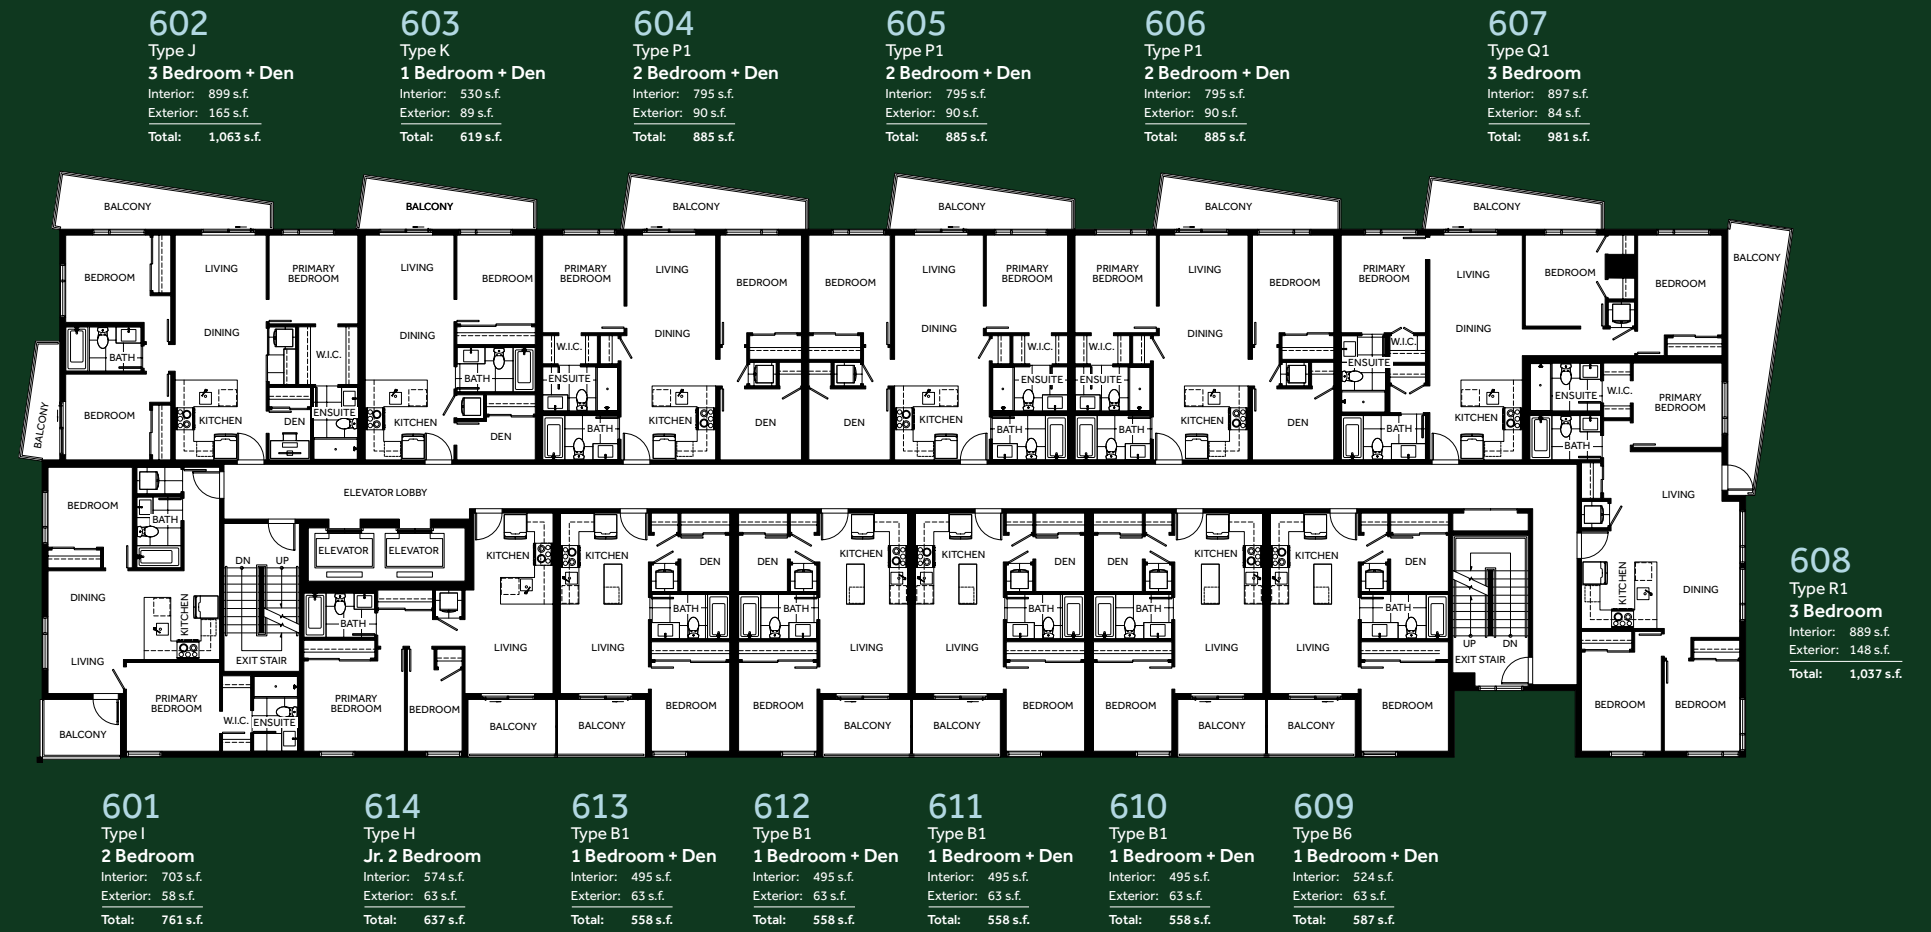 602
Type J
3 Bedroom + Den
Interior: 899 s.f.
Exterior: 165 s.f.
Total: 1,063 s.f.
603
Type K
1 Bedroom + Den
Interior: 530 s.f.
Exterior: 89 s.f.
Total: 619 s.f.
604
Type P1
2 Bedroom + Den
Interior: 795 s.f.
Exterior: 90 s.f.
Total: 885 s.f.
605
Type P1
2 Bedroom + Den
Interior: 795 s.f.
Exterior: 90 s.f.
Total: 885 s.f.
606
Type P1
2 Bedroom + Den
Interior: 795 s.f.
Exterior: 90 s.f.
Total: 885 s.f.
607
Type Q1
3 Bedroom
Interior: 897 s.f.
Exterior: 84 s.f.
Total: 981 s.f.
BALCONY
BEDROOM
LIVING
PRIMARY
BEDROOM
DINING
BATH
W.I.C.
BEDROOM
BALCONY
KITCHEN
DEN
ENSUITE
BALCONY
LIVING
BEDROOM
DINING
BATH
KITCHEN
DEN
BALCONY
PRIMARY
BEDROOM
LIVING
BEDROOM
DINING
W.I.C.
ENSUITE
BATH
KITCHEN
DEN
BALCONY
BEDROOM
LIVING
PRIMARY
BEDROOM
DINING
W.I.C.
ENSUITE
DEN
KITCHEN
BATH
BALCONY
PRIMARY
BEDROOM
LIVING
BEDROOM
DINING
W.I.C.
ENSUITE
BATH
KITCHEN
DEN
BALCONY
PRIMARY
BEDROOM
LIVING
BEDROOM
BEDROOM
DINING
W.I.C.
ENSUITE
BATH
KITCHEN
BALCONY
ENSUITE
W.I.C.
PRIMARY
BEDROOM
BATH
LIVING
KITCHEN
DINING
BEDROOM
BEDROOM
608
Type R1
3 Bedroom
Interior: 889 s.f.
Exterior: 148 s.f.
Total: 1,037 s.f.
ELEVATOR LOBBY
BEDROOM
BATH
DINING
KITCHEN
LIVING
PRIMARY
BEDROOM
W.I.C.
ENSUITE
BALCONY
DN
UP
EXIT STAIR
ELEVATOR
ELEVATOR
KITCHEN
BATH
LIVING
PRIMARY
BEDROOM
BEDROOM
BALCONY
KITCHEN
DEN
BATH
LIVING
BEDROOM
BALCONY
DEN
KITCHEN
BATH
LIVING
BEDROOM
BALCONY
KITCHEN
DEN
BATH
LIVING
BEDROOM
BALCONY
DEN
KITCHEN
BATH
LIVING
BEDROOM
BALCONY
KITCHEN
DEN
BATH
LIVING
BEDROOM
BALCONY
UP
DN
EXIT STAIR
601
Type I
2 Bedroom
Interior: 703 s.f.
Exterior: 58 s.f.
Total: 761 s.f.
614
Type H
Jr. 2 Bedroom
Interior: 574 s.f.
Exterior: 63 s.f.
Total: 637 s.f.
613
Type B1
1 Bedroom + Den
Interior: 495 s.f.
Exterior: 63 s.f.
Total: 558 s.f.
612
Type B1
1 Bedroom + Den
Interior: 495 s.f.
Exterior: 63 s.f.
Total: 558 s.f.
611
Type B1
1 Bedroom + Den
Interior: 495 s.f.
Exterior: 63 s.f.
Total: 558 s.f.
610
Type B1
1 Bedroom + Den
Interior: 495 s.f.
Exterior: 63 s.f.
Total: 558 s.f.
609
Type B6
1 Bedroom + Den
Interior: 524 s.f.
Exterior: 63 s.f.
Total: 587 s.f.